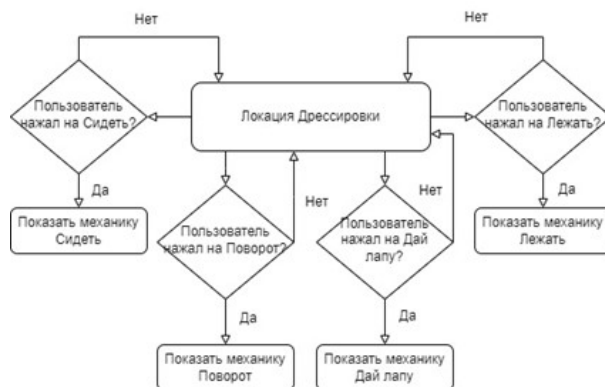 Нет
Нет
Пользователь
нажал на Сидеть?
Локация Дрессировки
Пользователь
нажал на Лежать?
Да
Да
Показать механику
Сидеть
Нет
Нет
Показать механику
Лежать
Пользователь
нажал на Поворот?
Пользователь
нажал на Дай
лапу?
Да
Да
Показать механику
Поворот
Показать механику
Дай лапу